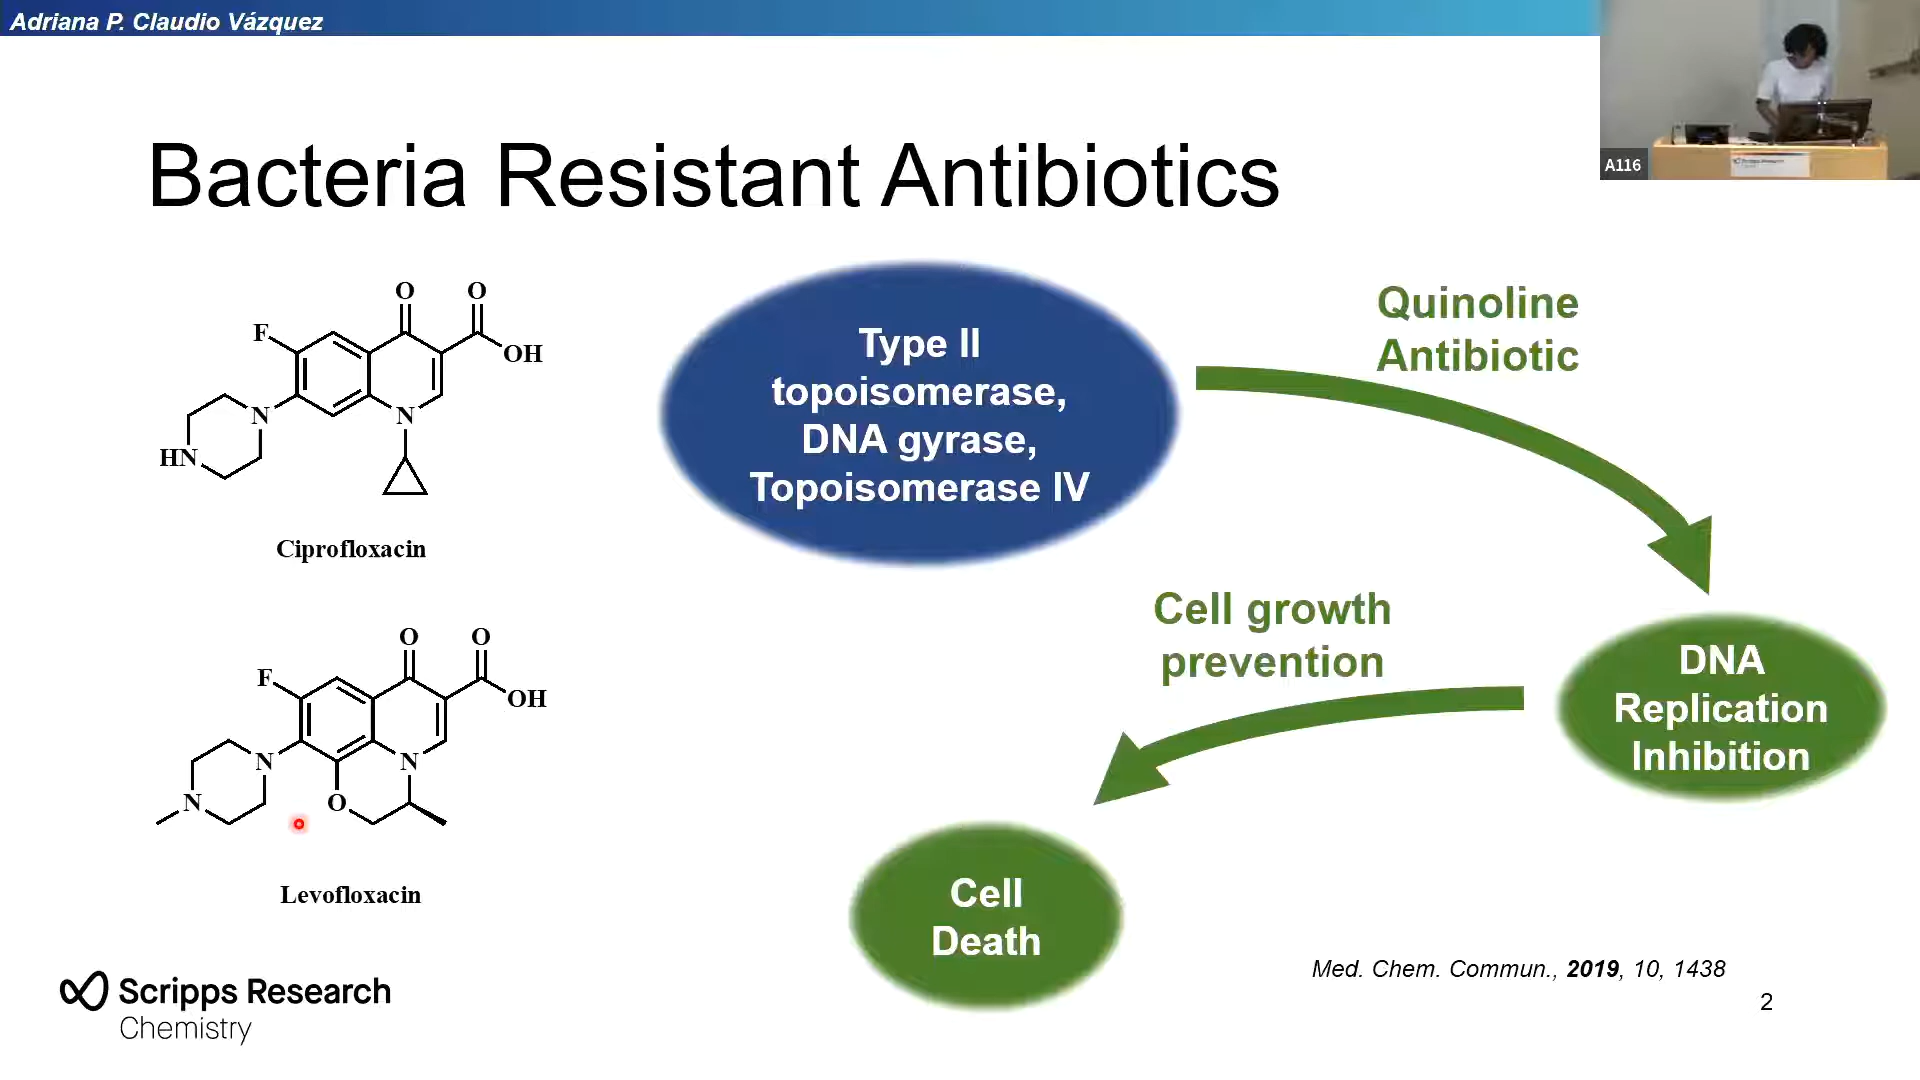 Adriana P. Claudio Vázquez
A116
Bacteria Resistant Antibiotics
O
O
F
OH
N
N
HN
Ciprofloxacin
Type II
topoisomerase,
DNA gyrase,
Topoisomerase IV
Quinoline
Antibiotic
DNA
Replication
Inhibition
Cell growth
prevention
Cell
Death
O
O
F
OH
N
N
N
O
Levofloxacin
Scripps Research
Chemistry
Med. Chem. Commun., 2019, 10, 1438
2